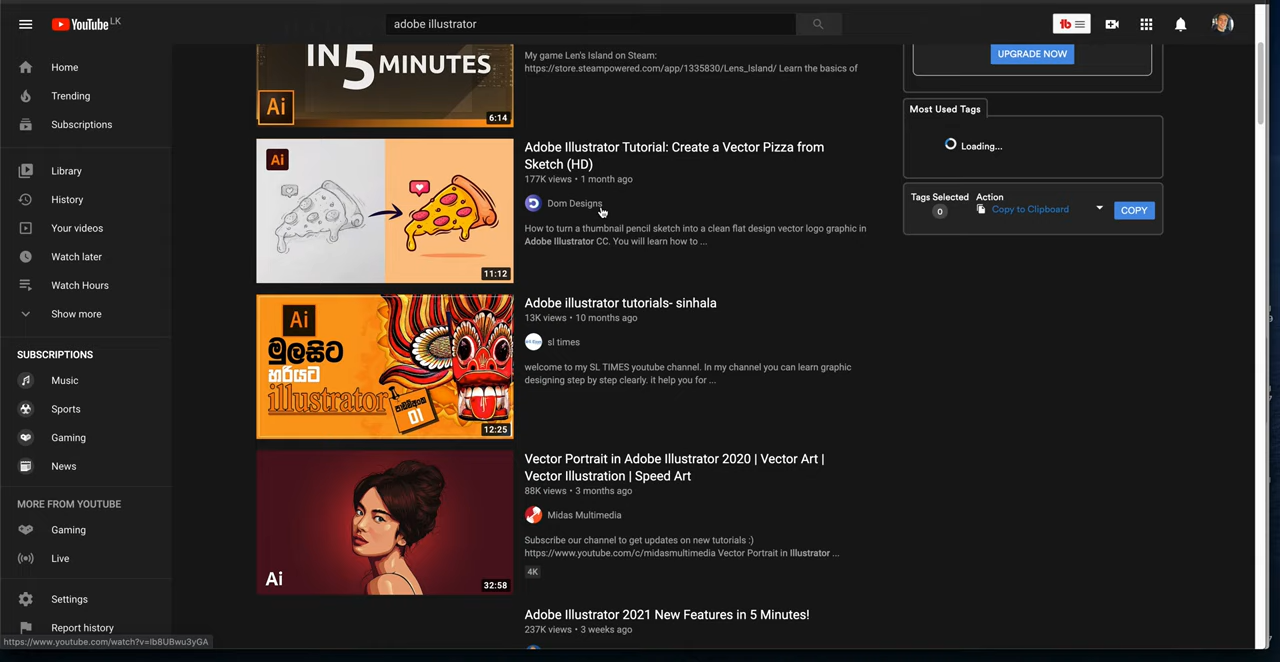 YouTube LK
adobe illustrator
tb
Home
Trending
Subscriptions
Library
History
Your videos
Watch later
Watch Hours
Show more
SUBSCRIPTIONS
Music
Sports
Gaming
News
MORE FROM YOUTUBE
Gaming
Live
Settings
Report history
https://www.youtube.com/watch?v=Ib8UBwu3yGA
IN 5 MINUTES
Ai
6:14
My game Len's Island on Steam:
https://store.steampowered.com/app/1335830/Lens_Island/ Learn the basics of
Ai
11:12
Adobe Illustrator Tutorial: Create a Vector Pizza from
Sketch (HD)
177K views • 1 month ago
Dom Designs
How to turn a thumbnail pencil sketch into a clean flat design vector logo graphic in
Adobe Illustrator CC. You will learn how to ...
Ai
මුලසිට
හරියට
illustrator
01
12:25
Adobe illustrator tutorials- sinhala
13K views • 10 months ago
sl times
welcome to my SL TIMES youtube channel. In my channel you can learn graphic
designing step by step clearly. it help you for ...
Ai
32:58
Vector Portrait in Adobe Illustrator 2020 | Vector Art |
Vector Illustration | Speed Art
88K views • 3 months ago
Midas Multimedia
Subscribe our channel to get updates on new tutorials :)
https://www.youtube.com/c/midasmultimedia Vector Portrait in Illustrator ...
4K
Adobe Illustrator 2021 New Features in 5 Minutes!
237K views • 3 weeks ago
UPGRADE NOW
Most Used Tags
Loading...
Tags Selected
0
Action
Copy to Clipboard
COPY